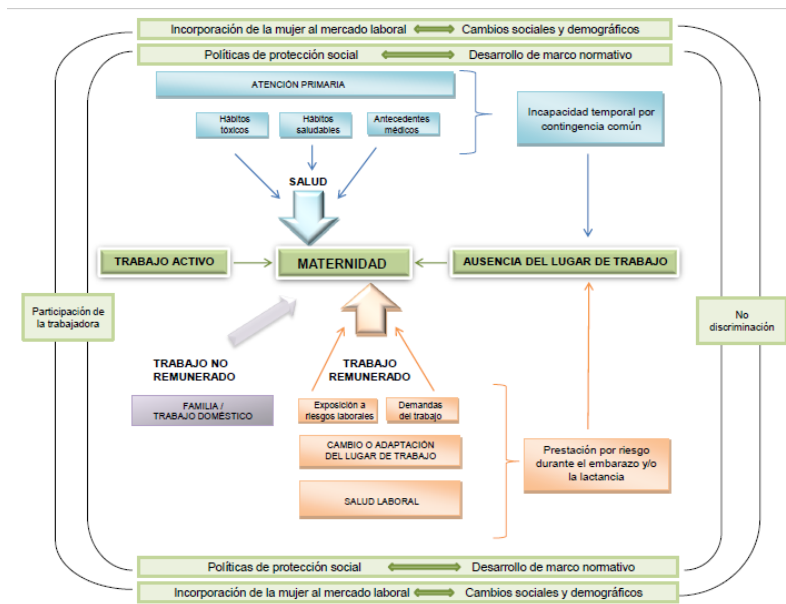 Incorporación de la mujer al mercado laboral Cambios sociales y demográficos
Políticas de protección social Desarrollo de marco normativo
ATENCIÓN PRIMARIA
Hábitos
tóxicos
Hábitos
saludables
Antecedentes
médicos
Incapacidad temporal por
contingencia común
SALUD
TRABAJO ACTIVO
MATERNIDAD
AUSENCIA DEL LUGAR DE TRABAJO
Participación de
la trabajadora
No
discriminación
TRABAJO NO
REMUNERADO
FAMILIA /
TRABAJO DOMÉSTICO
TRABAJO
REMUNERADO
Exposición a
riesgos laborales
Demandas
del trabajo
CAMBIO O ADAPTACIÓN
DEL LUGAR DE TRABAJO
SALUD LABORAL
Prestación por riesgo
durante el embarazo y/o
la lactancia
Políticas de protección social Desarrollo de marco normativo
Incorporación de la mujer al mercado laboral Cambios sociales y demográficos